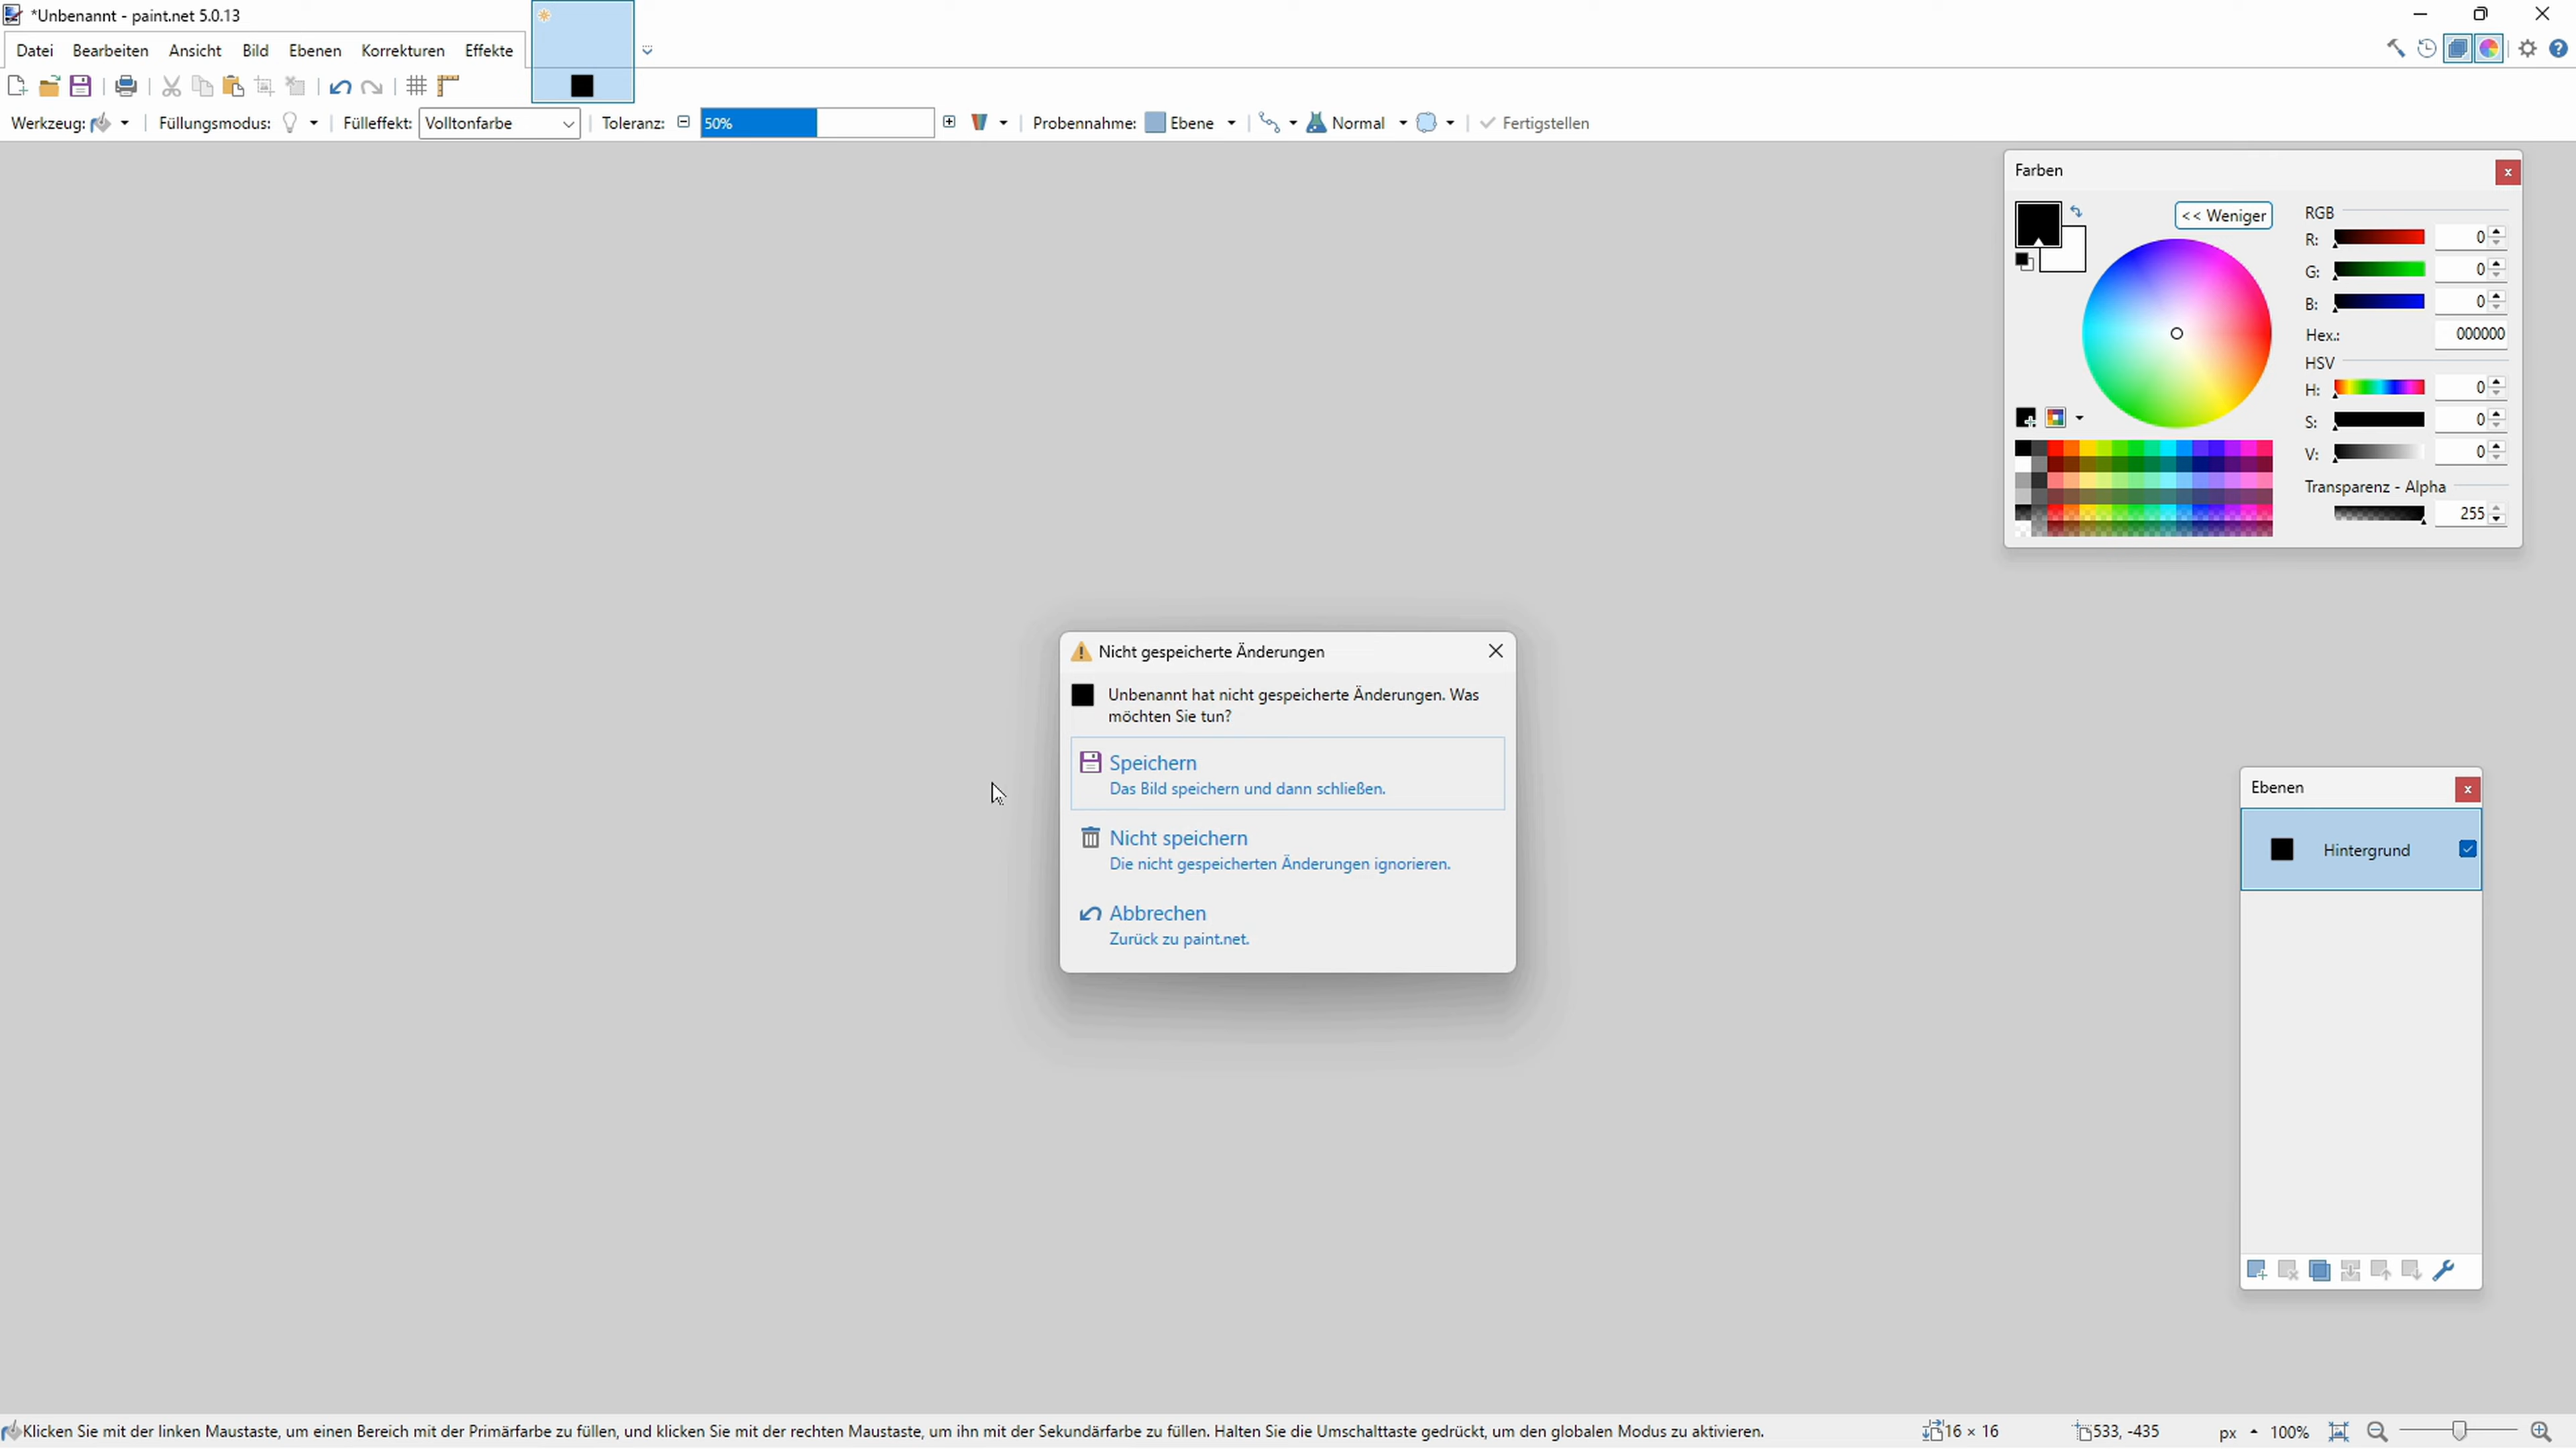 *Unbenannt - paint.net 5.0.13
Datei Bearbeiten Ansicht Bild Ebenen Korrekturen Effekte
Werkzeug: Füllungsmodus: Fülleffekt: Volltonfarbe Toleranz: 50% Probennahme: Ebene Normal Fertigstellen
Farben
<< Weniger
RGB
R: 0
G: 0
B: 0
Hex.: 000000
HSV
H: 0
S: 0
V: 0
Transparenz - Alpha
255
Nicht gespeicherte Änderungen
Unbenannt hat nicht gespeicherte Änderungen. Was
möchten Sie tun?
Speichern
Das Bild speichern und dann schließen.
Nicht speichern
Die nicht gespeicherten Änderungen ignorieren.
Abbrechen
Zurück zu paint.net.
Ebenen
Hintergrund
Klicken Sie mit der linken Maustaste, um einen Bereich mit der Primärfarbe zu füllen, und klicken Sie mit der rechten Maustaste, um ihn mit der Sekundärfarbe zu füllen. Halten Sie die Umschalttaste gedrückt, um den globalen Modus zu aktivieren. 16 × 16 533, -435 px 100%